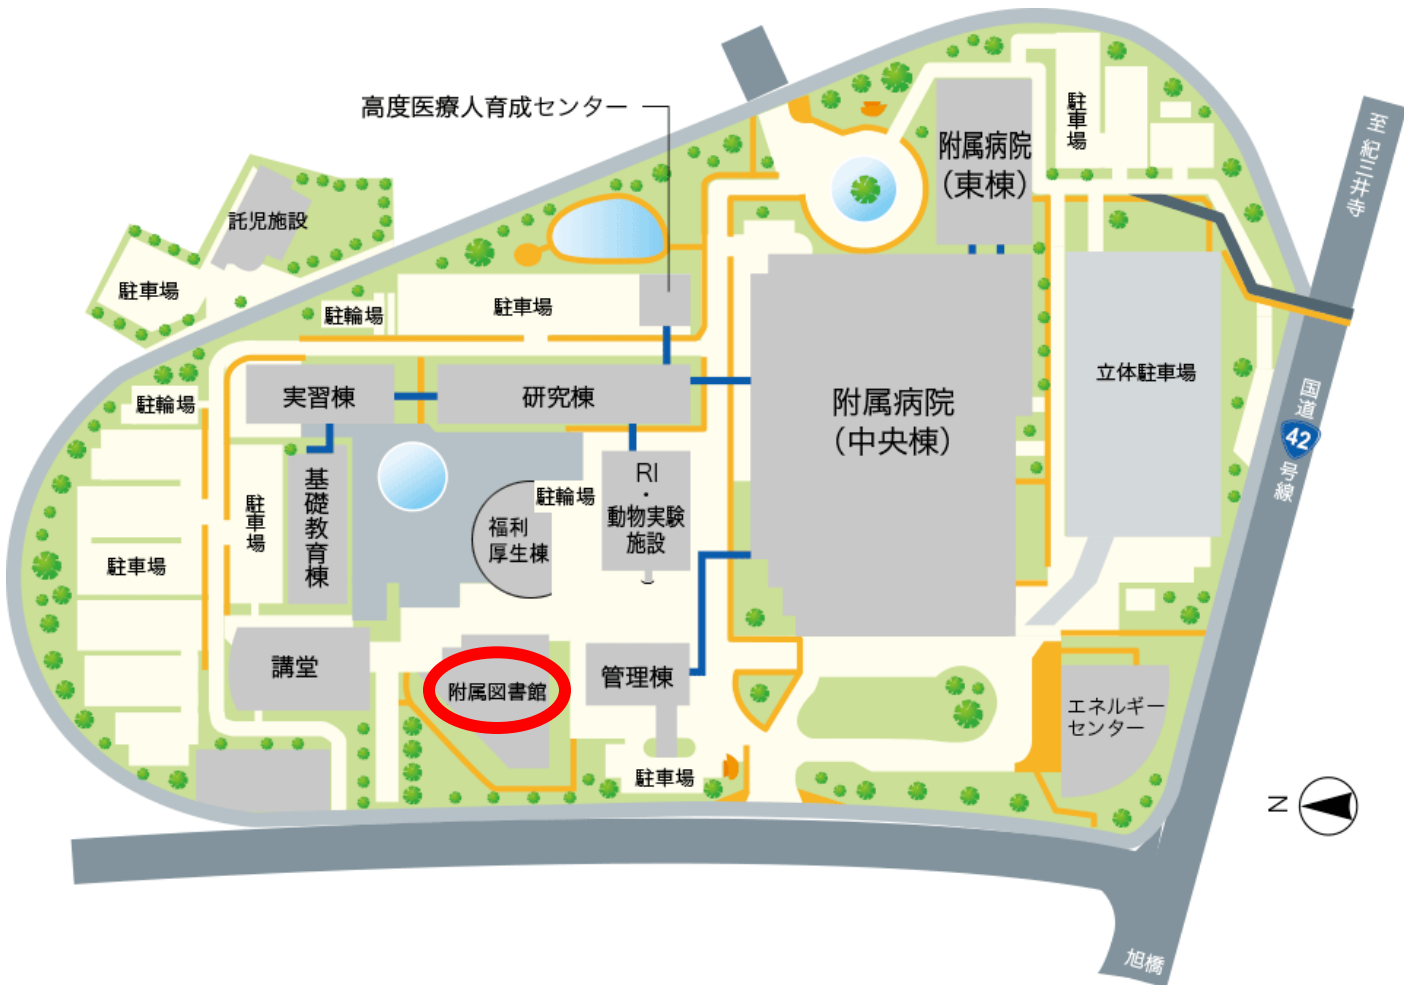 高度医療人育成センター
駐車場
至 紀三井寺
附属病院
（東棟）
託児施設
駐車場
駐輪場
駐車場
立体駐車場
国道
42
号線
実習棟
研究棟
附属病院
（中央棟）
駐輪場
基礎教育棟
RI
・
動物実験
施設
駐輪場
駐車場
福利
厚生棟
駐車場
講堂
附属図書館
管理棟
エネルギー
センター
駐車場
N
旭橋